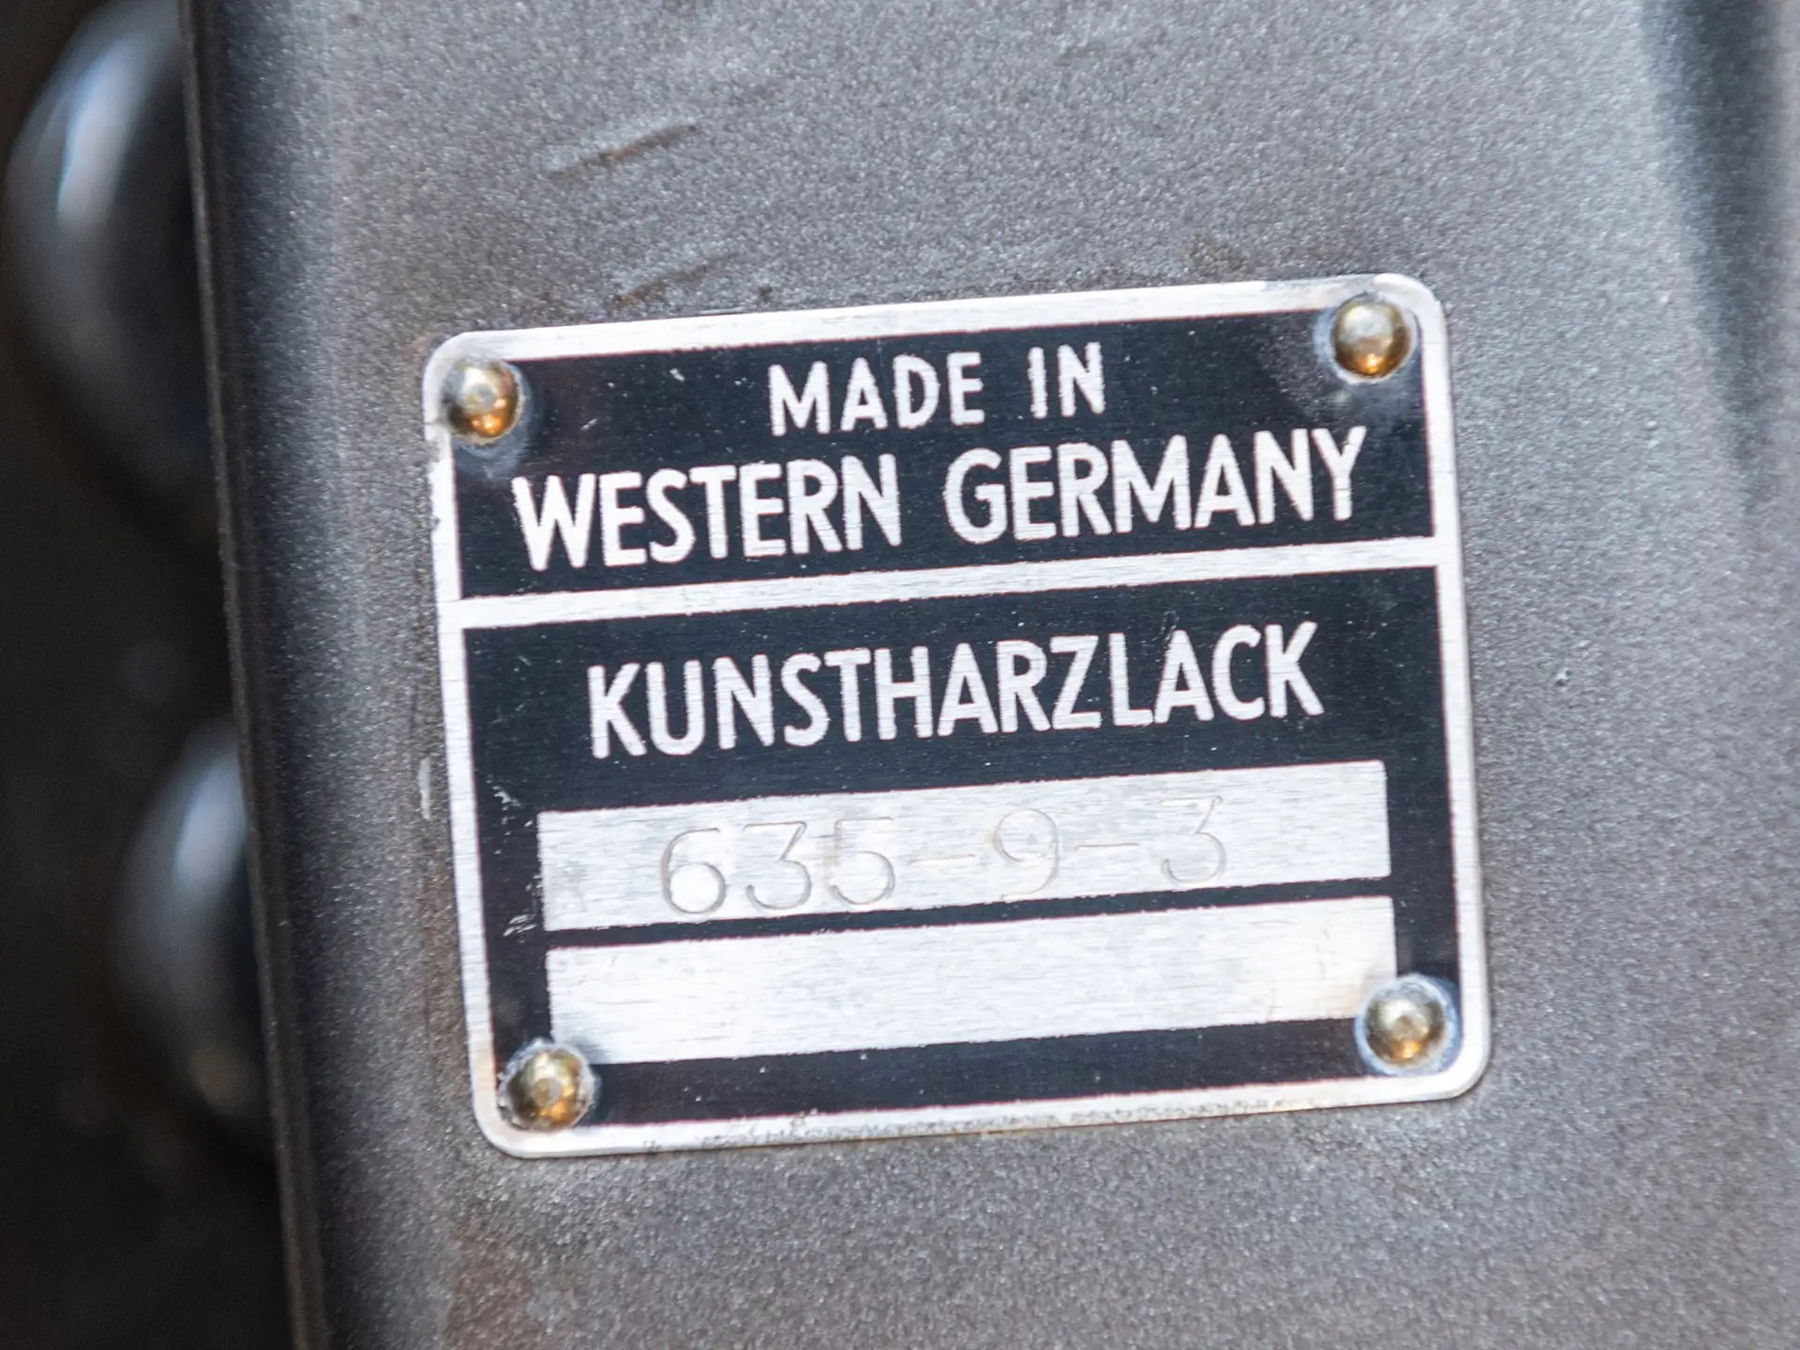 MADE IN
WESTERN GERMANY
KUNSTHARZLACK
635-9-3